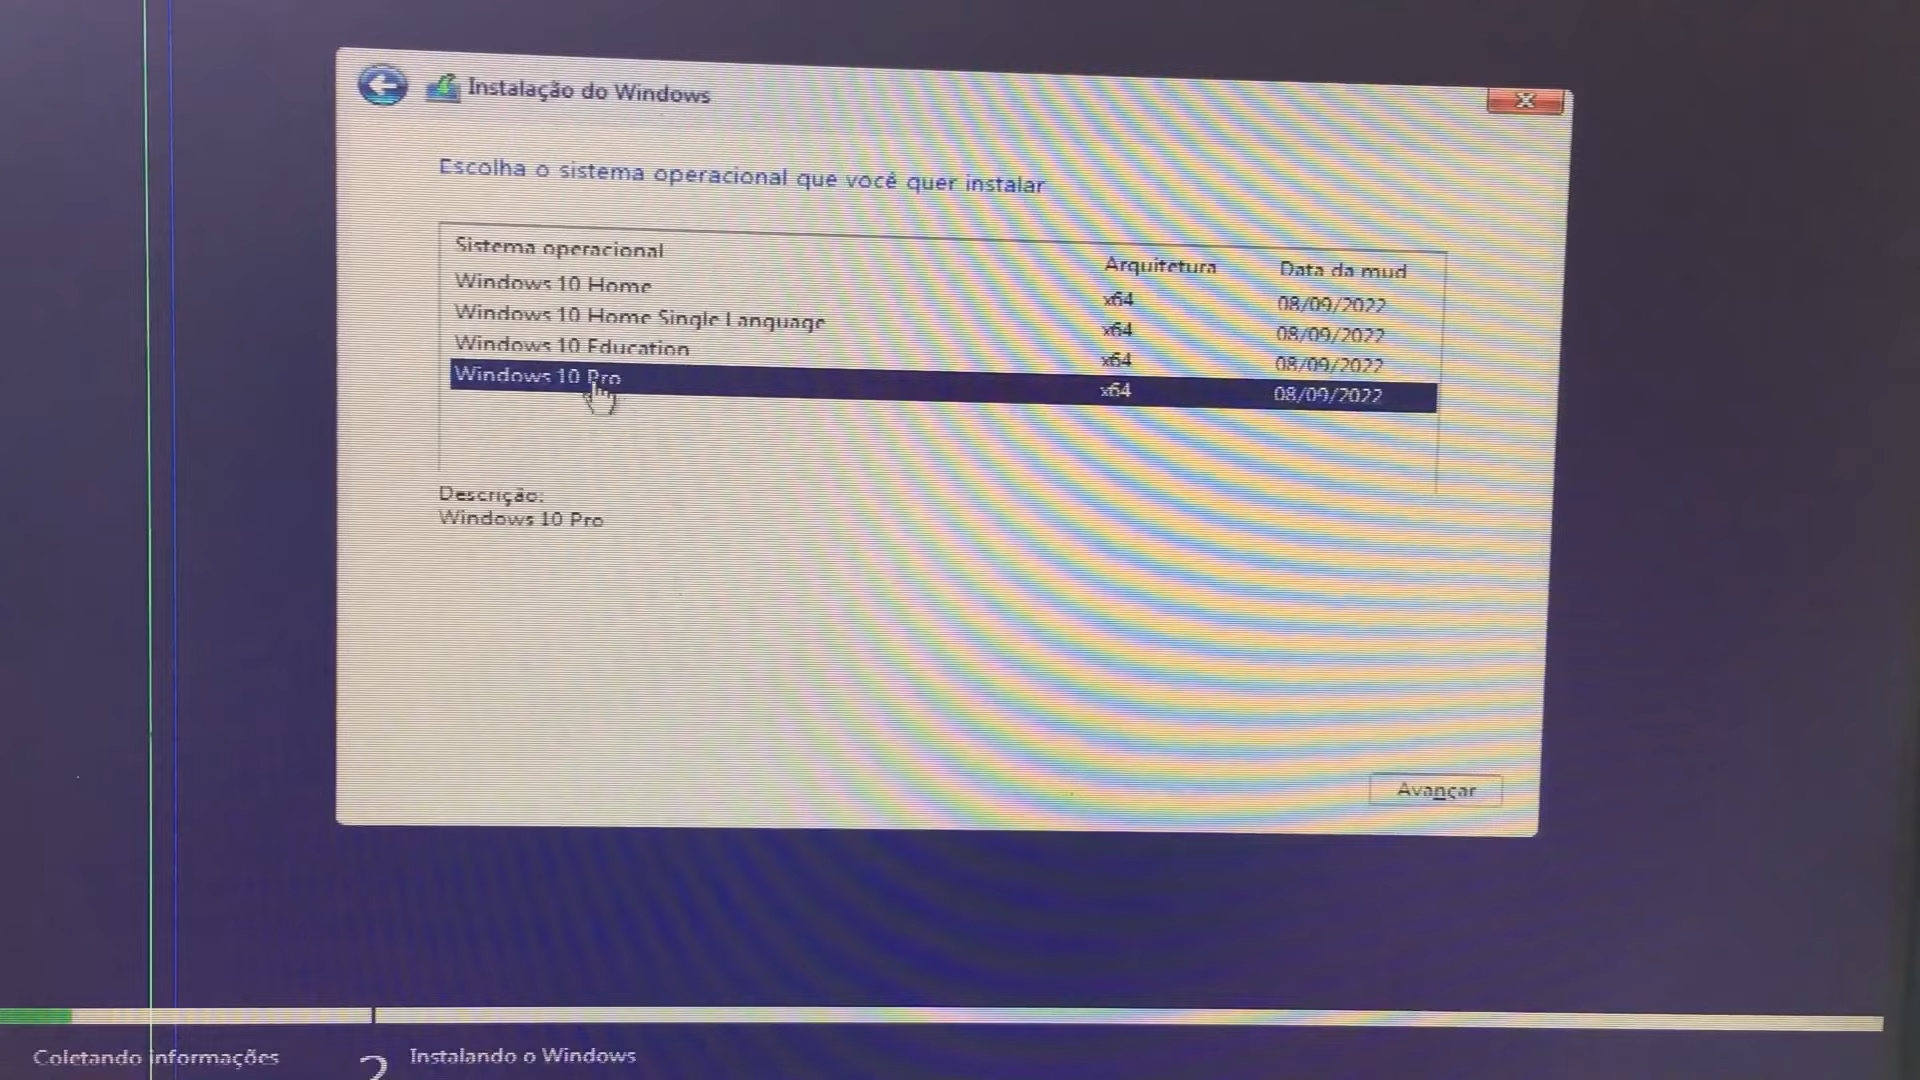 Instalação do Windows
Escolha o sistema operacional que você quer instalar
Sistema operacional Arquitetura Data da mud
Windows 10 Home x64 08/09/2022
Windows 10 Home Single Language x64 08/09/2022
Windows 10 Education x64 08/09/2022
Windows 10 Pro x64 08/09/2022
Descrição:
Windows 10 Pro
Avançar
Coletando informações 2 Instalando o Windows